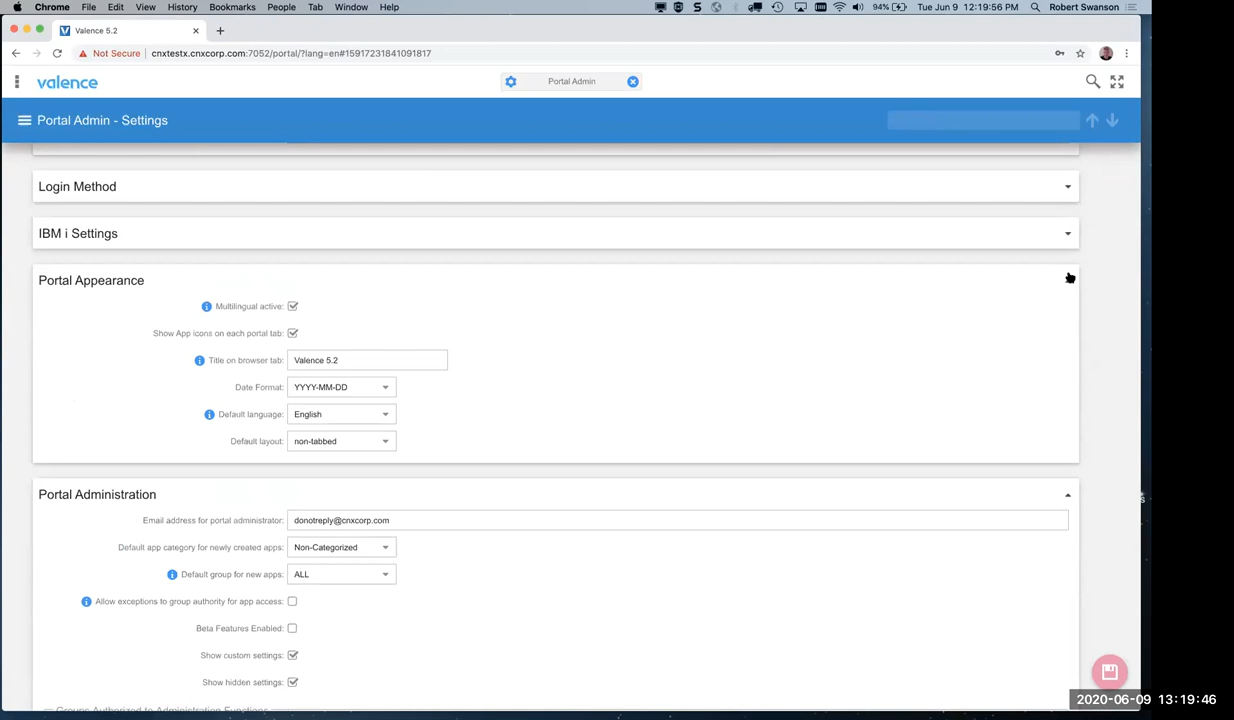 Chrome File Edit View History Bookmarks People Tab Window Help 94% Tue Jun 9 12:19:56 PM Robert Swanson
Valence 5.2
Not Secure cnxtestx.cnxcorp.com:7052/portal/?lang=en#15917231841091817
valence Portal Admin
Portal Admin - Settings
Login Method
IBM i Settings
Portal Appearance
Multilingual active:
Show App icons on each portal tab:
Title on browser tab: Valence 5.2
Date Format: YYYY-MM-DD
Default language: English
Default layout: non-tabbed
Portal Administration
Email address for portal administrator: donotreply@cnxcorp.com
Default app category for newly created apps: Non-Categorized
Default group for new apps: ALL
Allow exceptions to group authority for app access:
Beta Features Enabled:
Show custom settings:
Show hidden settings:
Groups Authorized to Administration Functions
2020-06-09 13:19:46